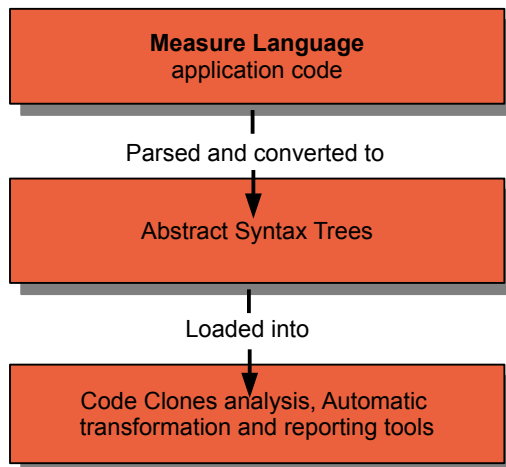 Measure Language
application code
Parsed and converted to
Abstract Syntax Trees
Loaded into
Code Clones analysis, Automatic
transformation and reporting tools